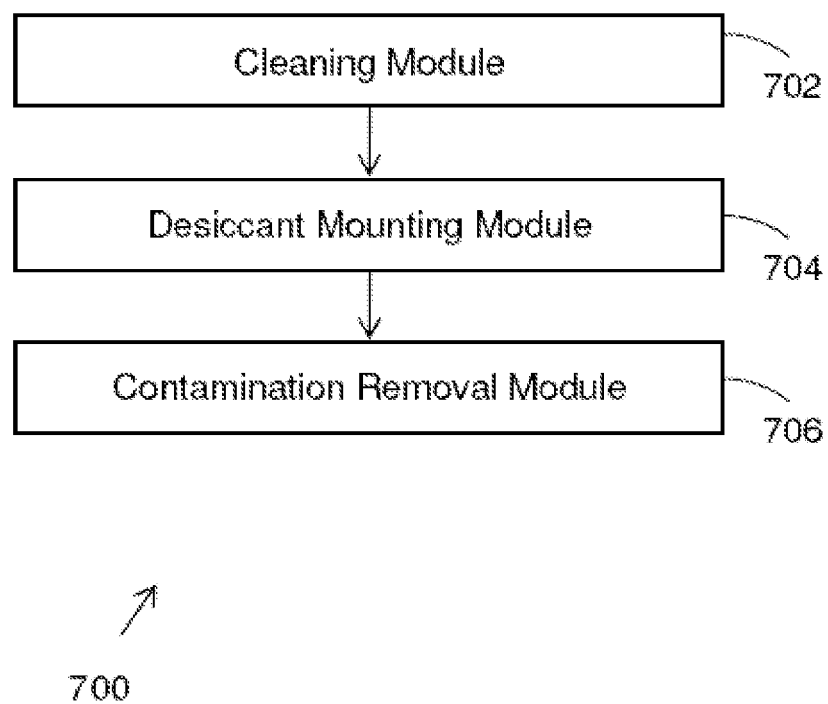 Cleaning Module
702
Desiccant Mounting Module
704
Contamination Removal Module
706
700